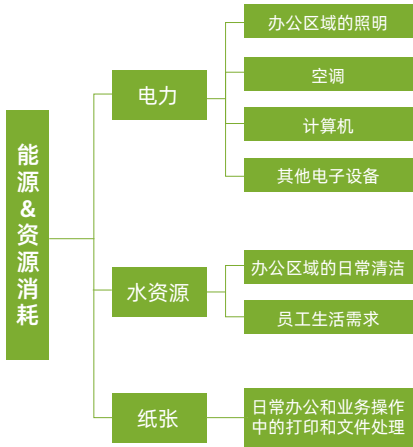 能源&资源消耗
电力
办公区域的照明
空调
计算机
其他电子设备
水资源
办公区域的日常清洁
员工生活需求
纸张
日常办公和业务操作
中的打印和文件处理